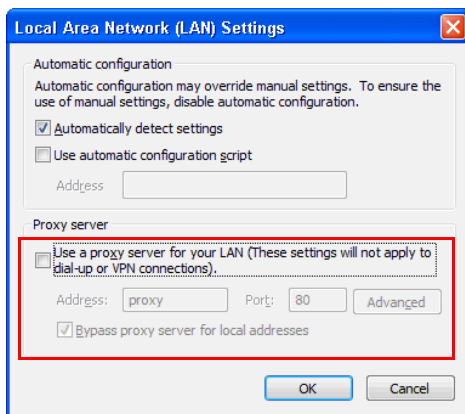 Local Area Network (LAN) Settings
Automatic configuration
Automatic configuration may override manual settings. To ensure the
use of manual settings, disable automatic configuration.
Automatically detect settings
Use automatic configuration script
Address
Proxy server
Use a proxy server for your LAN (These settings will not apply to
dial-up or VPN connections).
Address: proxy Port: 80 Advanced
Bypass proxy server for local addresses
OK Cancel